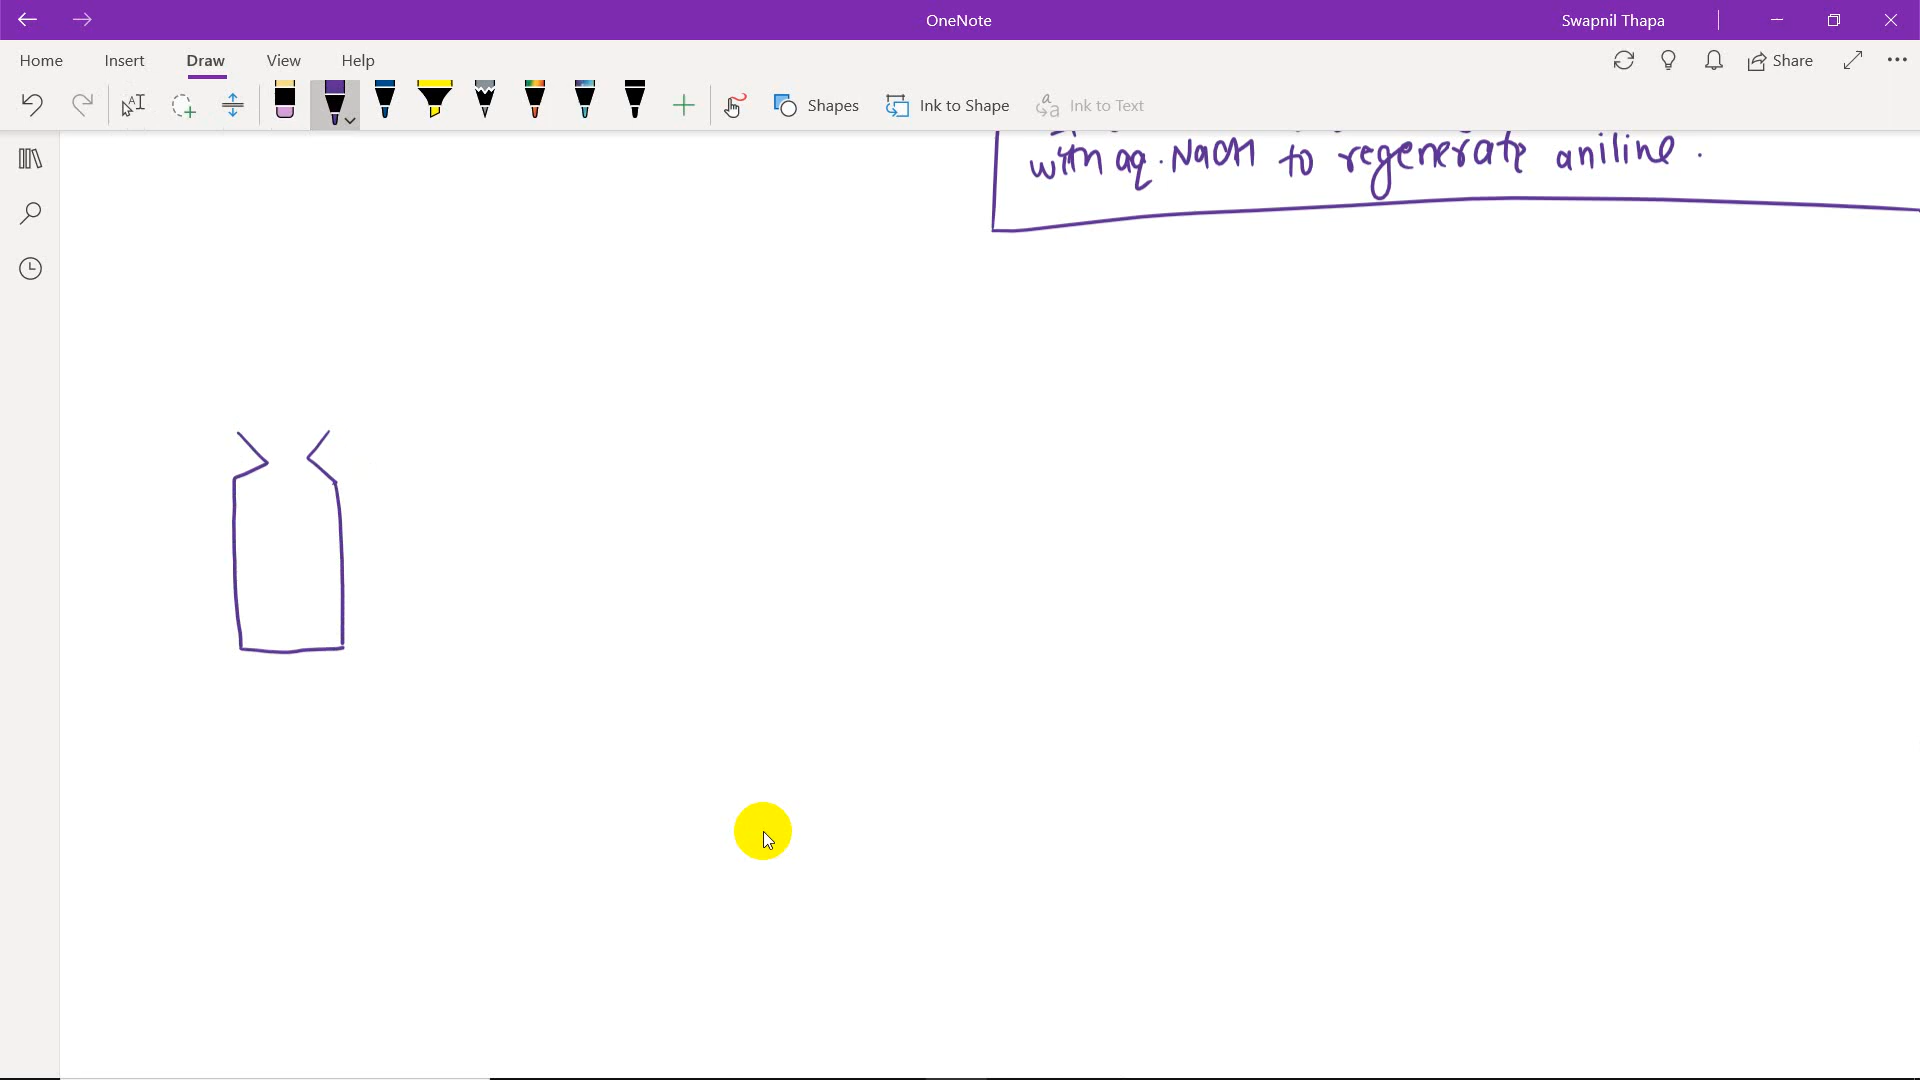 OneNote
Swapnil Thapa
Home Insert Draw View Help
Share
Shapes Ink to Shape Ink to Text
with aq. NaOH to regenerate aniline.